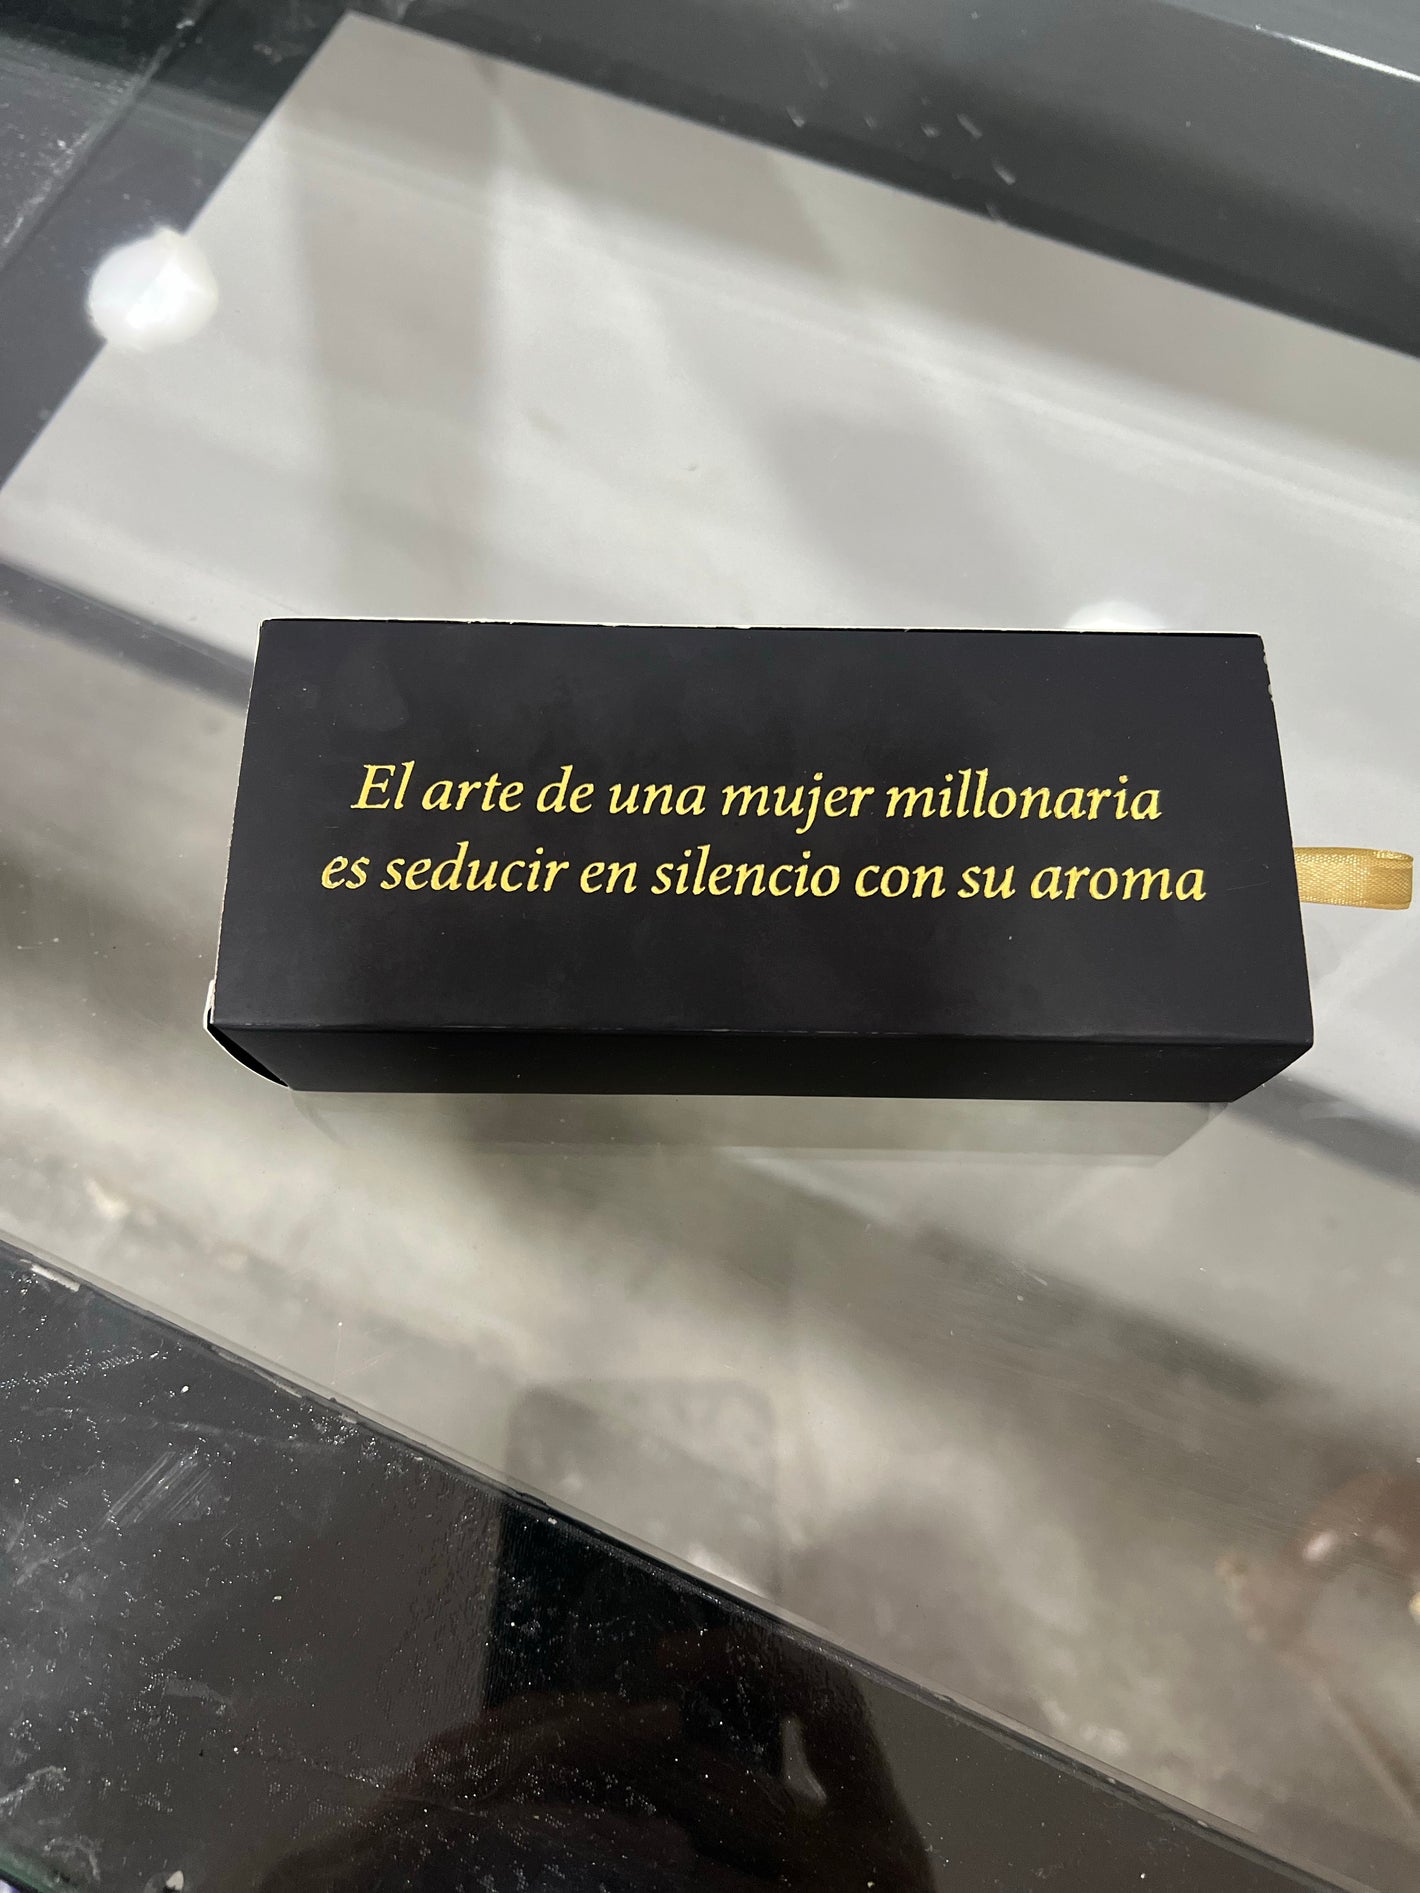 El arte de una mujer millonaria
es seducir en silencio con su aroma